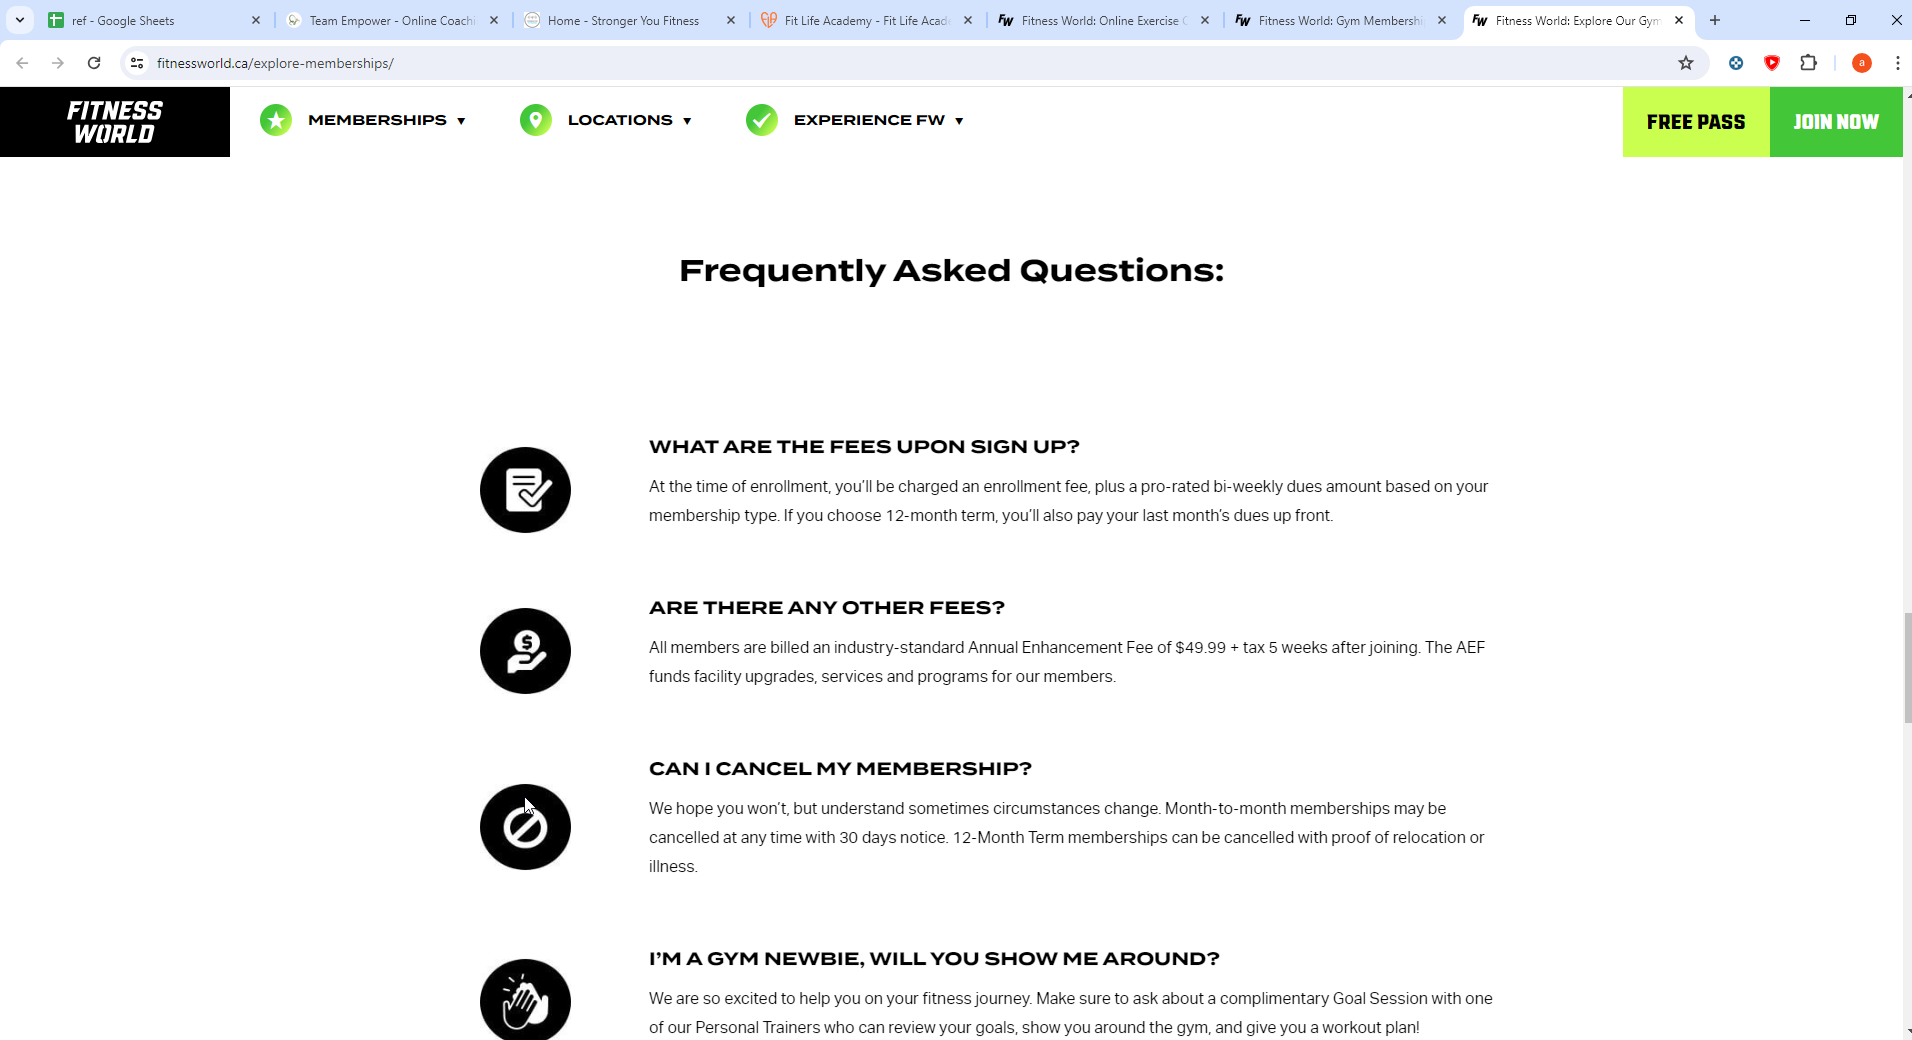 ref - Google Sheets
Team Empower - Online Coachi
Home - Stronger You Fitness
Fit Life Academy - Fit Life Acad
FW Fitness World: Online Exercise C
FW Fitness World: Gym Membershi
FW Fitness World: Explore Our Gym
fitnessworld.ca/explore-memberships/
a
FITNESS
WORLD
MEMBERSHIPS
LOCATIONS
EXPERIENCE FW
FREE PASS
JOIN NOW
Frequently Asked Questions:
WHAT ARE THE FEES UPON SIGN UP?
At the time of enrollment, you’ll be charged an enrollment fee, plus a pro-rated bi-weekly dues amount based on your
membership type. If you choose 12-month term, you’ll also pay your last month’s dues up front.
$
ARE THERE ANY OTHER FEES?
All members are billed an industry-standard Annual Enhancement Fee of $49.99 + tax 5 weeks after joining. The AEF
funds facility upgrades, services and programs for our members.
CAN I CANCEL MY MEMBERSHIP?
We hope you won’t, but understand sometimes circumstances change. Month-to-month memberships may be
cancelled at any time with 30 days notice. 12-Month Term memberships can be cancelled with proof of relocation or
illness.
I’M A GYM NEWBIE, WILL YOU SHOW ME AROUND?
We are so excited to help you on your fitness journey. Make sure to ask about a complimentary Goal Session with one
of our Personal Trainers who can review your goals, show you around the gym, and give you a workout plan!